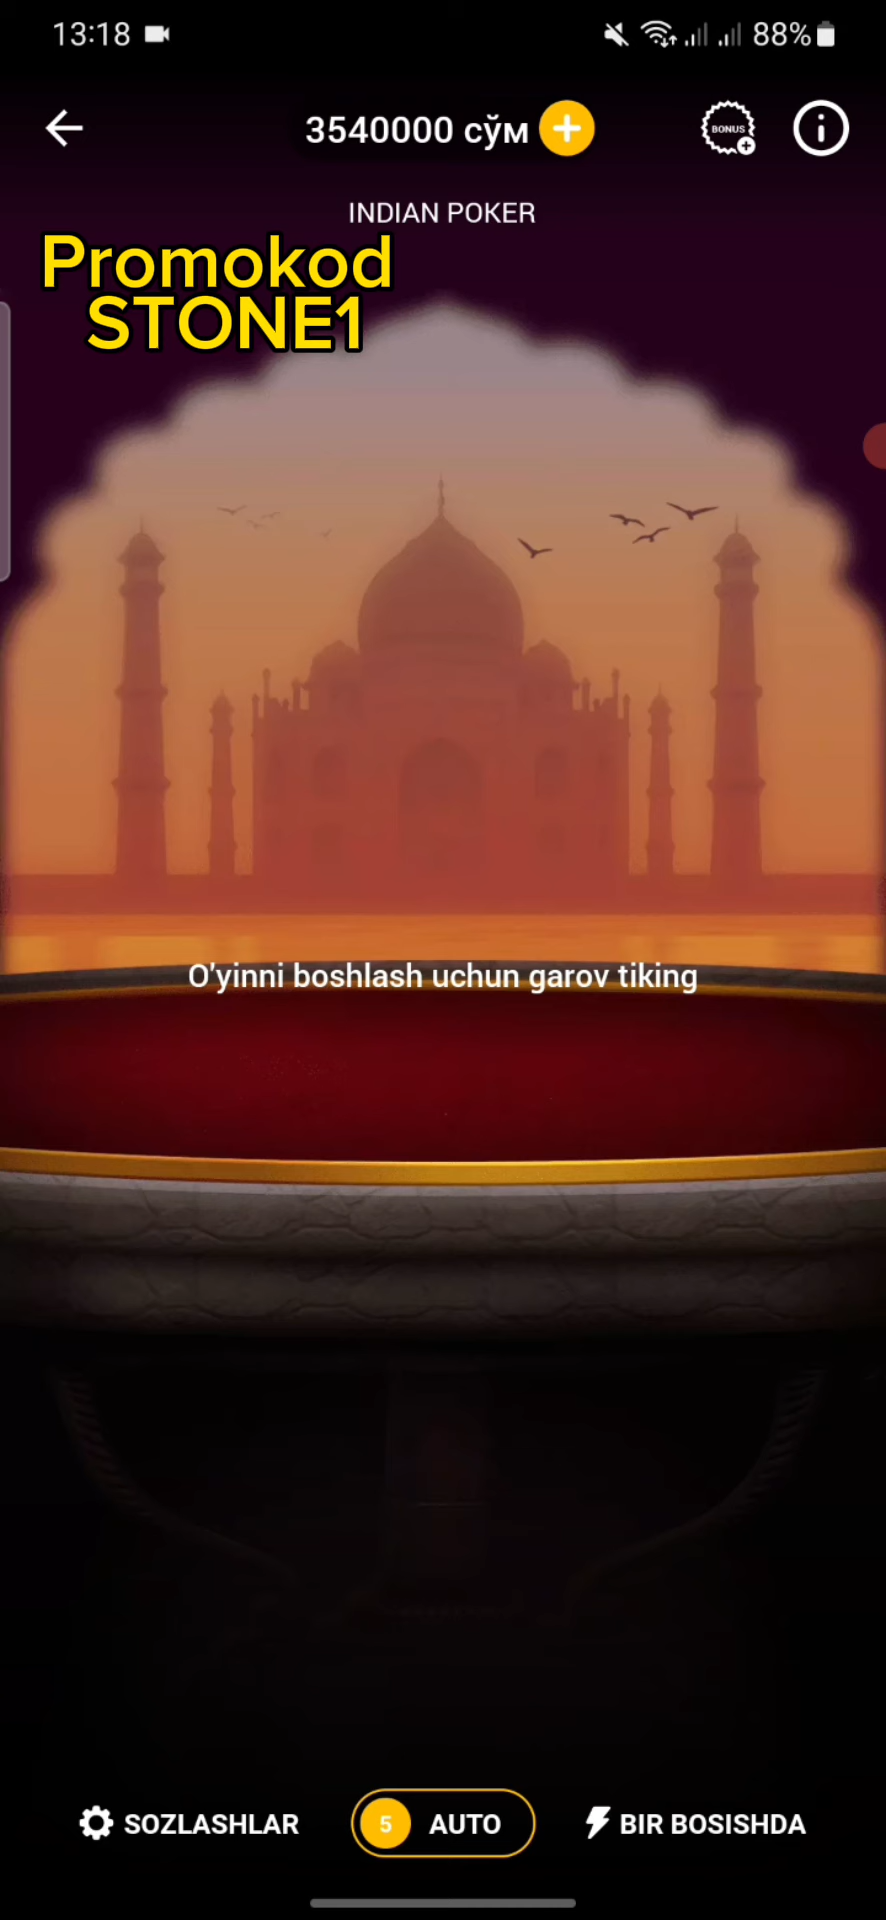 13:18
88%
3540000 сўм
BONUS
INDIAN POKER
Promokod
STONE1
O'yinni boshlash uchun garov tiking
SOZLASHLAR
5 AUTO
BIR BOSISHDA